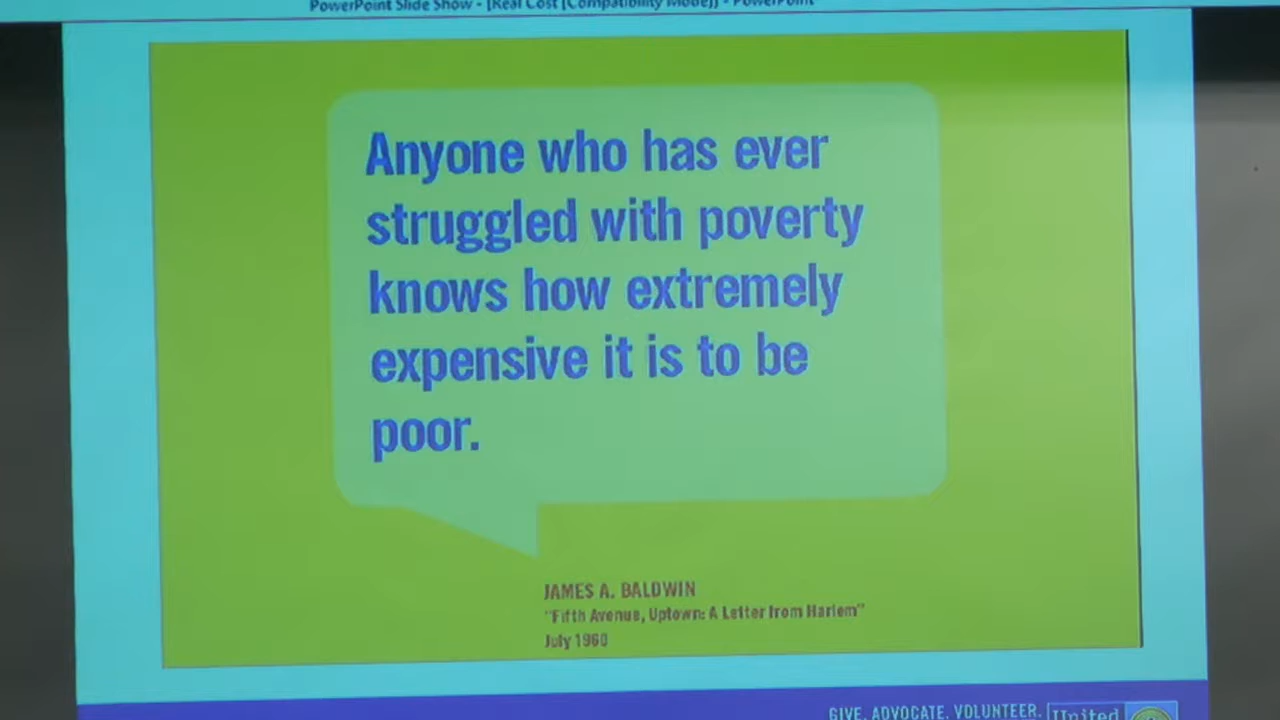 PowerPoint Slide Show - [Real Cost [Compatibility Mode]] - PowerPoint
Anyone who has ever
struggled with poverty
knows how extremely
expensive it is to be
poor.
JAMES A. BALDWIN
"Fifth Avenue, Uptown: A Letter from Harlem"
July 1960
GIVE. ADVOCATE. VOLUNTEER.
United